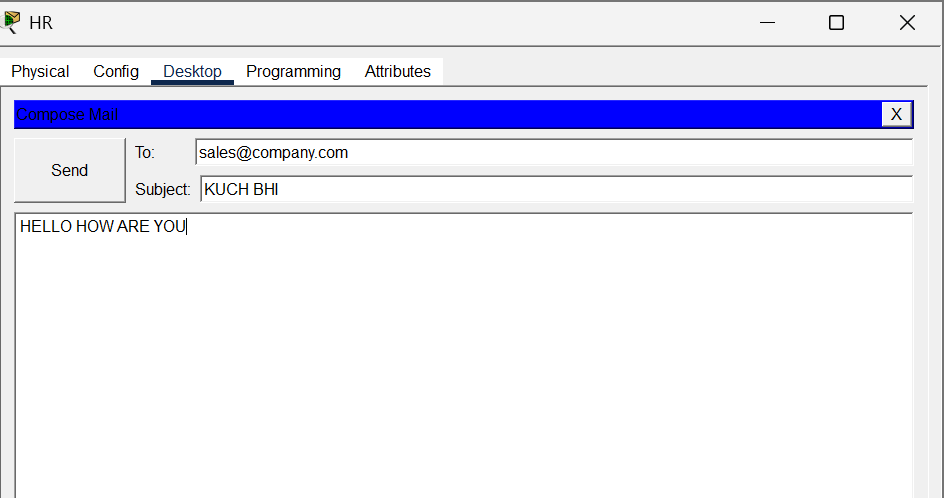 HR
Physical Config Desktop Programming Attributes
Compose Mail X
Send
To: sales@company.com
Subject: KUCH BHI
HELLO HOW ARE YOU